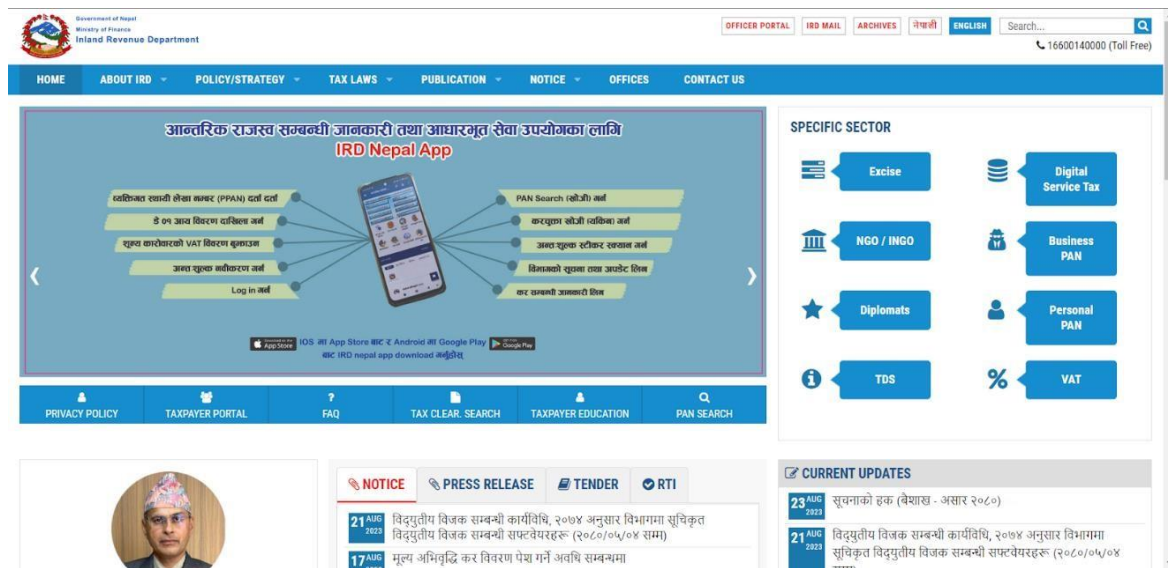 Government of Nepal
Ministry of Finance
Inland Revenue Department
OFFICER PORTAL
IRD MAIL
ARCHIVES
नेपाली
ENGLISH
Search...
16600140000 (Toll Free)
HOME
ABOUT IRD
POLICY/STRATEGY
TAX LAWS
PUBLICATION
NOTICE
OFFICES
CONTACT US
आन्तरिक राजस्व सम्बन्धी जानकारी तथा आधारभूत सेवा उपयोगका लागि
IRD Nepal App
व्यक्तिगत स्थायी लेखा नम्बर (PPAN) दर्ता दर्ता
डे ०१ आय विवरण दाखिला गर्न
शून्य कारोवारको VAT विवरण बुझाउन
अन्त शुल्क नवीकरण गर्न
Log in गर्न
PAN Search (खोजी) गर्न
करचुक्ता खोजी (यकिन) गर्न
अन्तःशुल्क स्टीकर स्क्यान गर्न
विभागको सूचना तथा अपडेट लिन
कर सम्बन्धी जानकारी लिन
App Store
IOS मा App Store बाट र Android मा Google Play
Google Play
बाट IRD nepal app download गर्नुहोस्
PRIVACY POLICY
TAXPAYER PORTAL
FAQ
TAX CLEAR. SEARCH
TAXPAYER EDUCATION
PAN SEARCH
SPECIFIC SECTOR
Excise
Digital
Service Tax
NGO / INGO
Business
PAN
Diplomats
Personal
PAN
TDS
VAT
NOTICE
PRESS RELEASE
TENDER
RTI
21 AUG 2023
विद्युतीय विजक सम्बन्धी कार्यविधि, २०७४ अनुसार विभागमा सूचिकृत
विद्युतीय विजक सम्बन्धी सफ्टवेयरहरू (२०८०/०५/०४ सम्म)
17 AUG
मूल्य अभिवृद्धि कर विवरण पेश गर्ने अवधि सम्बन्धमा
CURRENT UPDATES
23 AUG 2023
सूचनाको हक (बेशाख - असार २०८०)
21 AUG 2023
विद्युतीय विजक सम्बन्धी कार्यविधि, २०७४ अनुसार विभागमा
सूचिकृत विद्युतीय विजक सम्बन्धी सफ्टवेयरहरू (२०८०/०५/०४